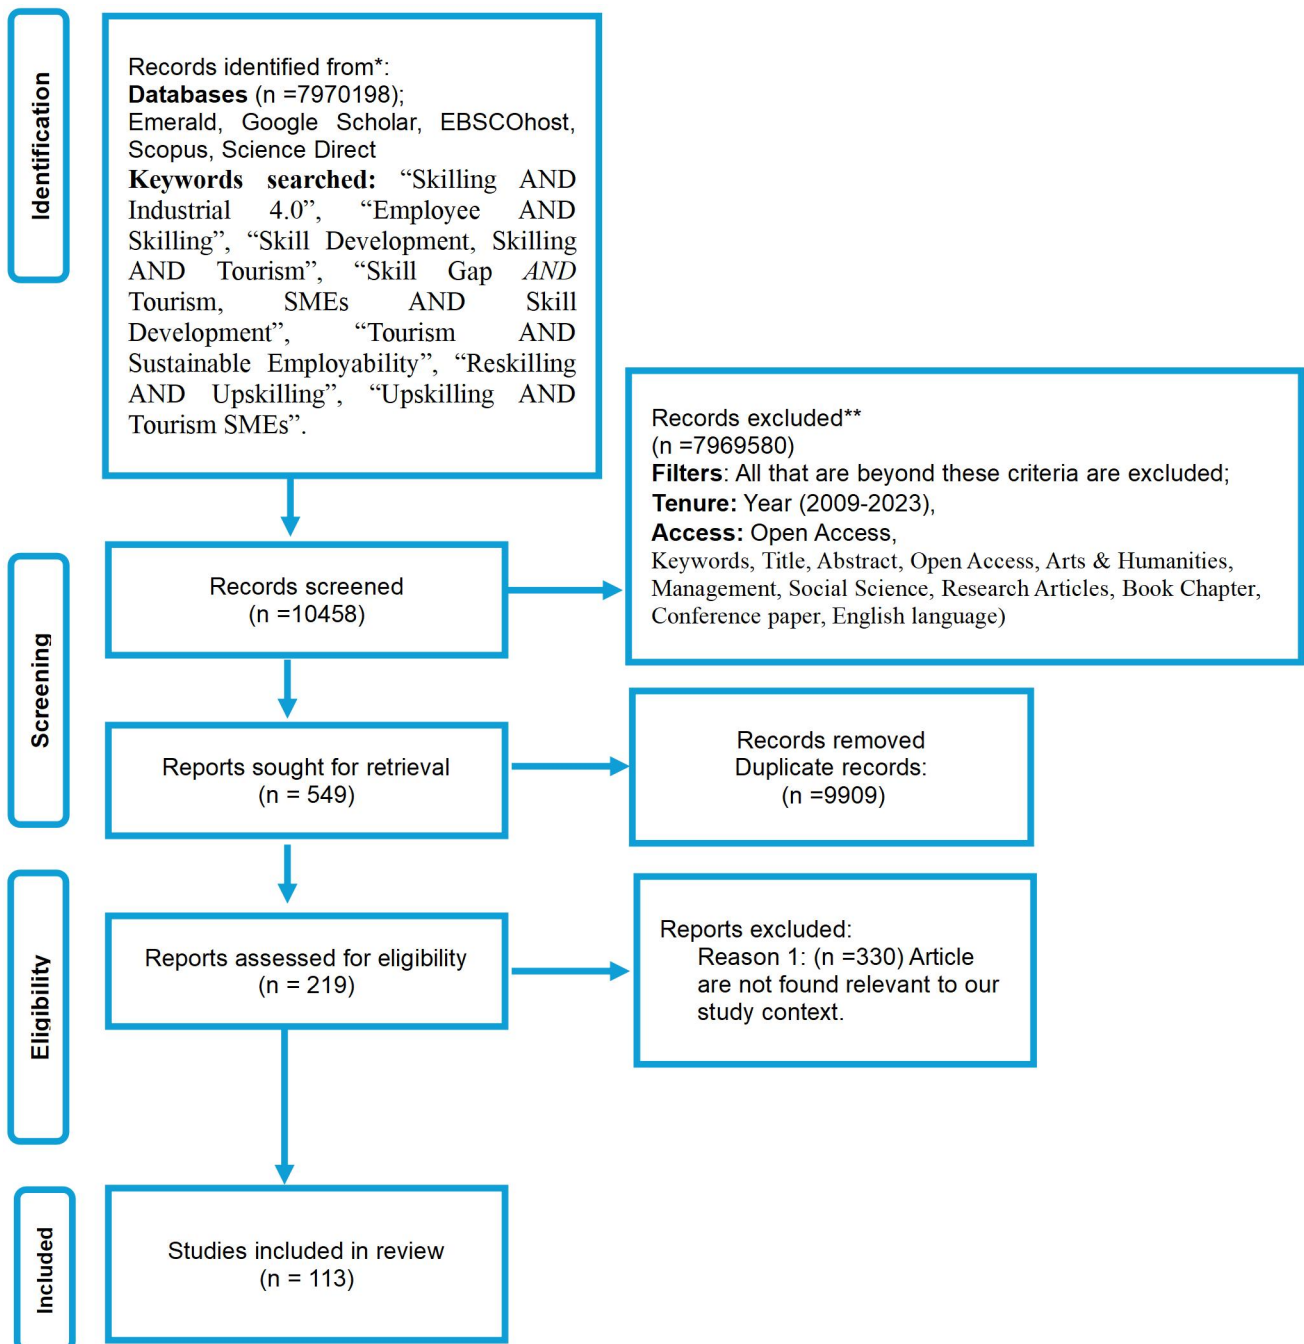 Identification
Records identified from*:
Databases (n =7970198);
Emerald, Google Scholar, EBSCOhost,
Scopus, Science Direct
Keywords searched: “Skilling AND
Industrial 4.0”, “Employee AND
Skilling”, “Skill Development, Skilling
AND Tourism”, “Skill Gap AND
Tourism, SMEs AND Skill
Development”, “Tourism AND
Sustainable Employability”, “Reskilling
AND Upskilling”, “Upskilling AND
Tourism SMEs”.
Records excluded**
(n =7969580)
Filters: All that are beyond these criteria are excluded;
Tenure: Year (2009-2023),
Access: Open Access,
Keywords, Title, Abstract, Open Access, Arts & Humanities,
Management, Social Science, Research Articles, Book Chapter,
Conference paper, English language)
Screening
Records screened
(n =10458)
Reports sought for retrieval
(n = 549)
Records removed
Duplicate records:
(n =9909)
Eligibility
Reports assessed for eligibility
(n = 219)
Reports excluded:
Reason 1: (n =330) Article
are not found relevant to our
study context.
Included
Studies included in review
(n = 113)